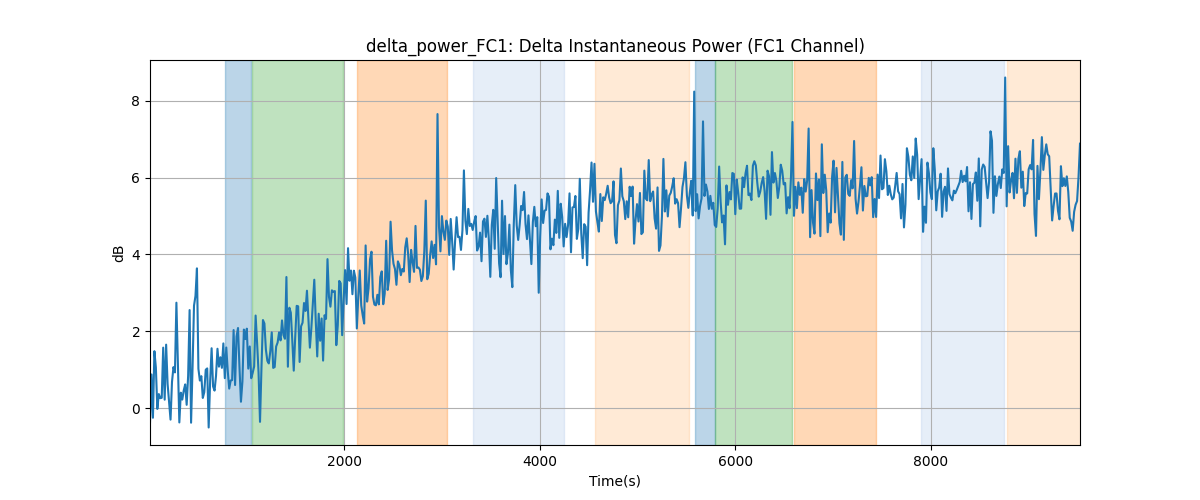 delta_power_FC1: Delta Instantaneous Power (FC1 Channel)
8
6
4
2
0
dB
2000 4000 6000 8000
Time(s)